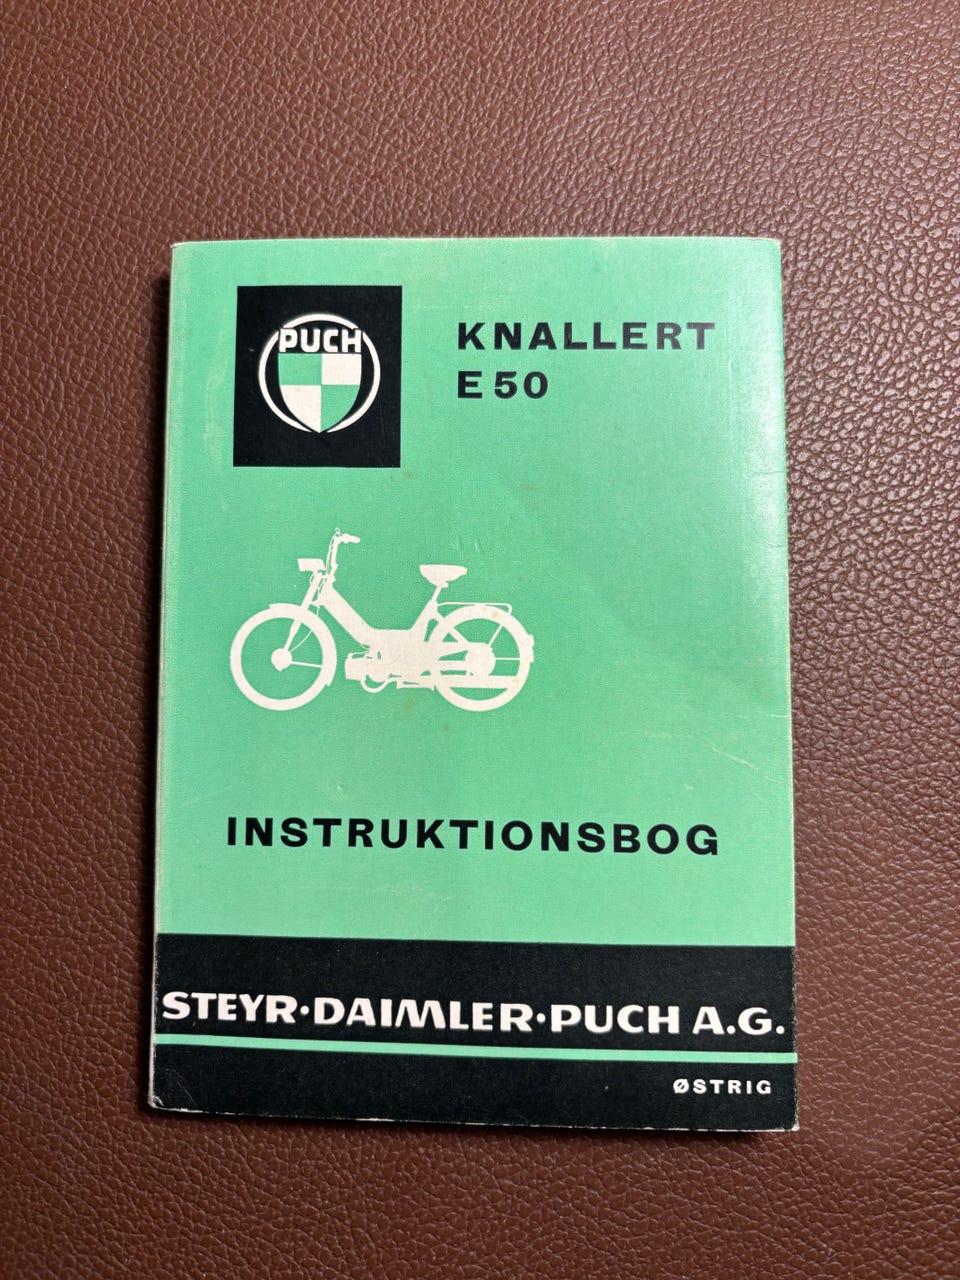 PUCH
KNALLERT
E50
INSTRUKTIONSBOG
STEYR·DAIMLER·PUCH A.G.
ØSTRIG